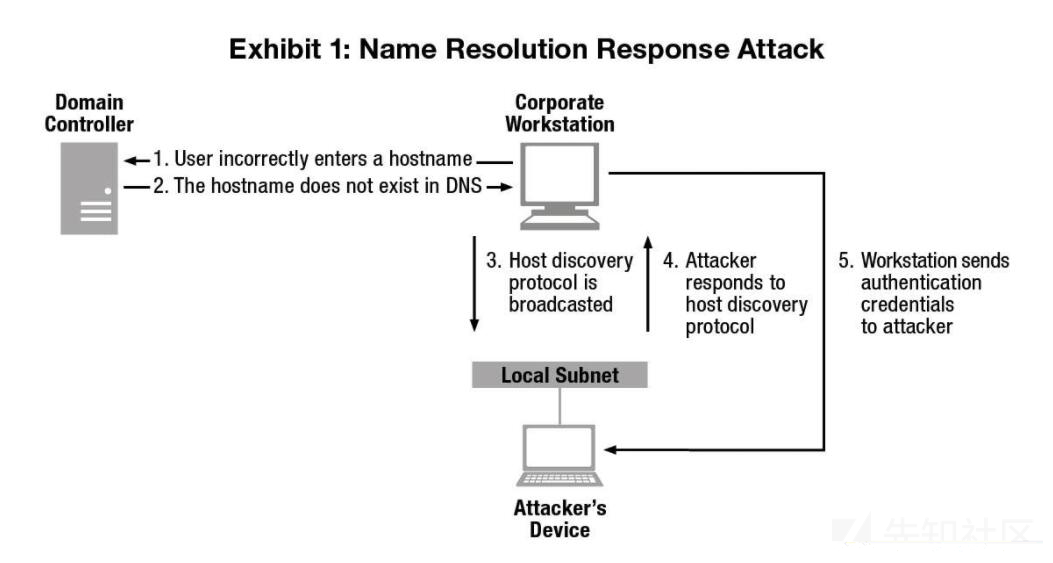 Exhibit 1: Name Resolution Response Attack
Domain
Controller
Corporate
Workstation
1. User incorrectly enters a hostname
2. The hostname does not exist in DNS
3. Host discovery
protocol is
broadcasted
4. Attacker
responds to
host discovery
protocol
5. Workstation sends
authentication
credentials
to attacker
Local Subnet
Attacker's
Device
先知社区